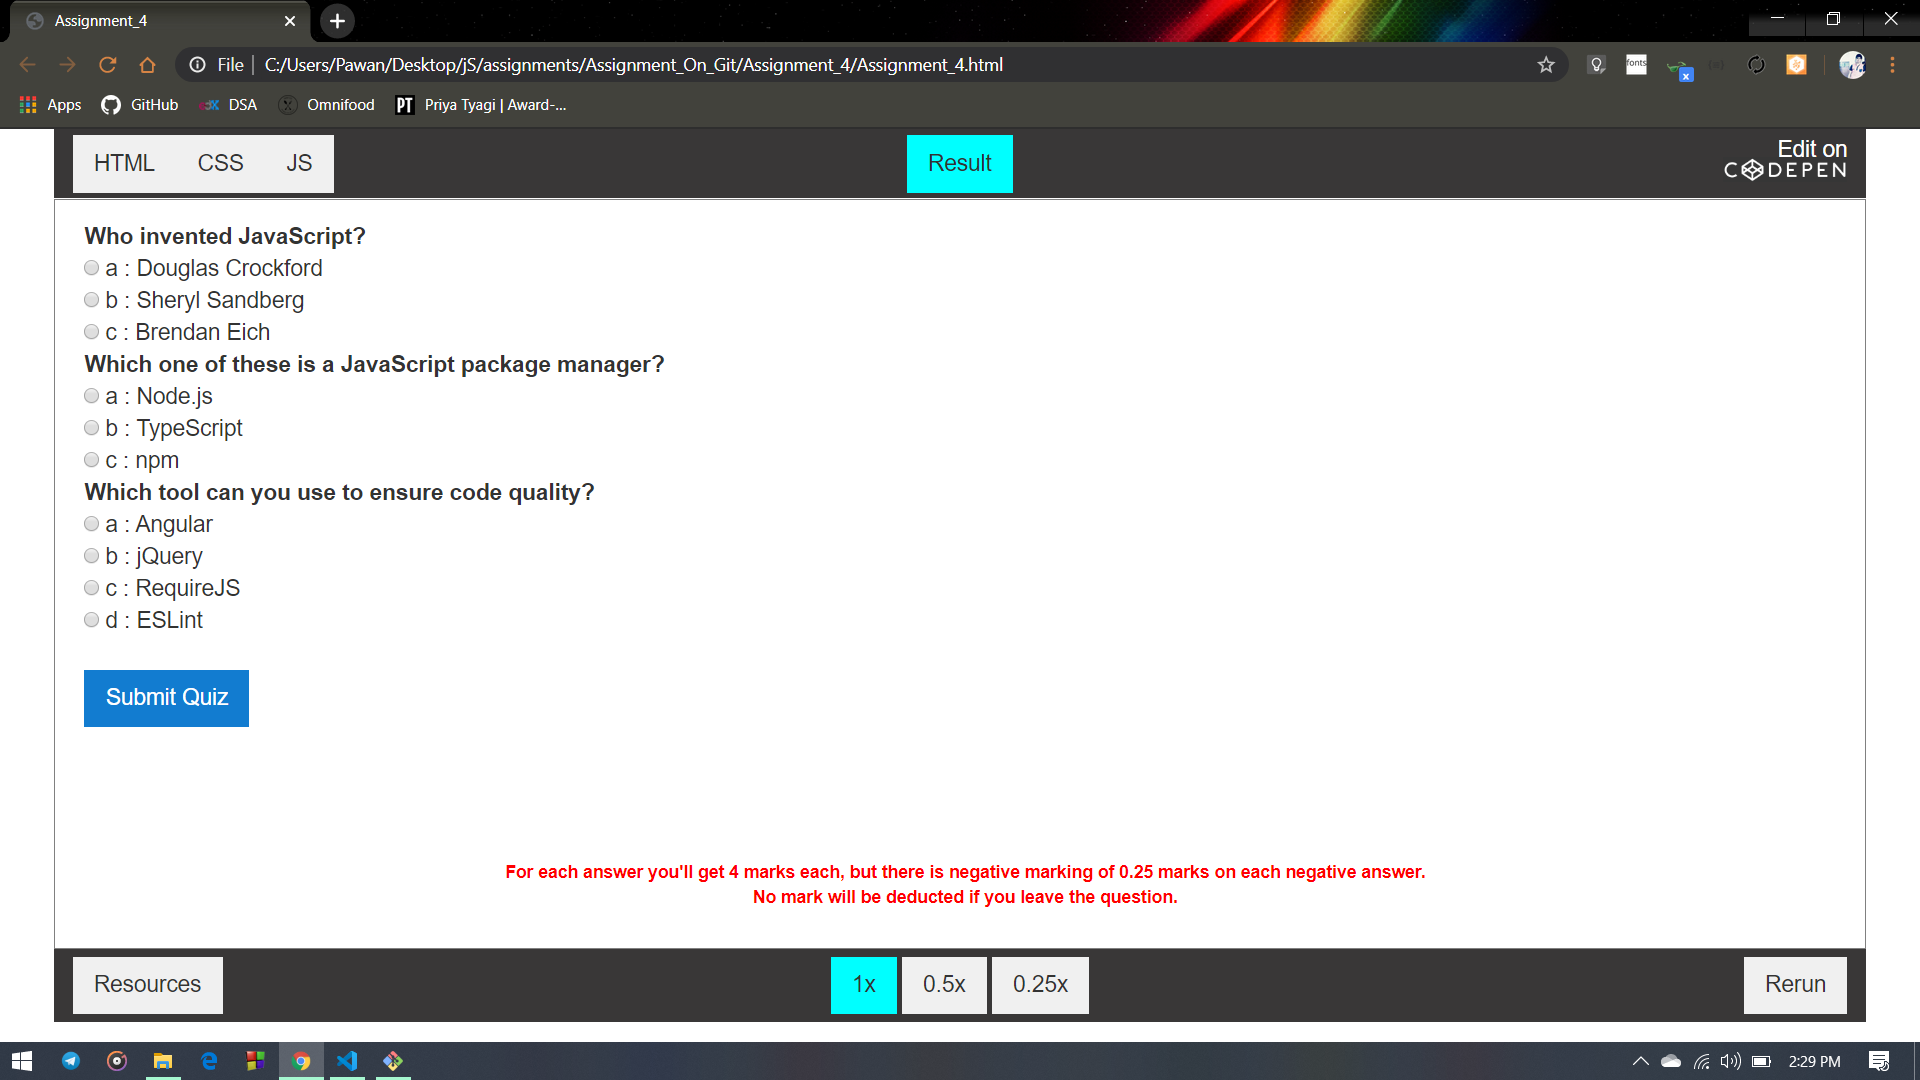 Assignment_4
File
C:/Users/Pawan/Desktop/jS/assignments/Assignment_On_Git/Assignment_4/Assignment_4.html
fonts
x
Apps
GitHub
DSA
Omnifood
PT
Priya Tyagi | Award-...
HTML
CSS
JS
Result
Edit on
CODEPEN
Who invented JavaScript?
a : Douglas Crockford
b : Sheryl Sandberg
c : Brendan Eich
Which one of these is a JavaScript package manager?
a : Node.js
b : TypeScript
c : npm
Which tool can you use to ensure code quality?
a : Angular
b : jQuery
c : RequireJS
d : ESLint
Submit Quiz
For each answer you'll get 4 marks each, but there is negative marking of 0.25 marks on each negative answer.
No mark will be deducted if you leave the question.
Resources
1x
0.5x
0.25x
Rerun
2:29 PM